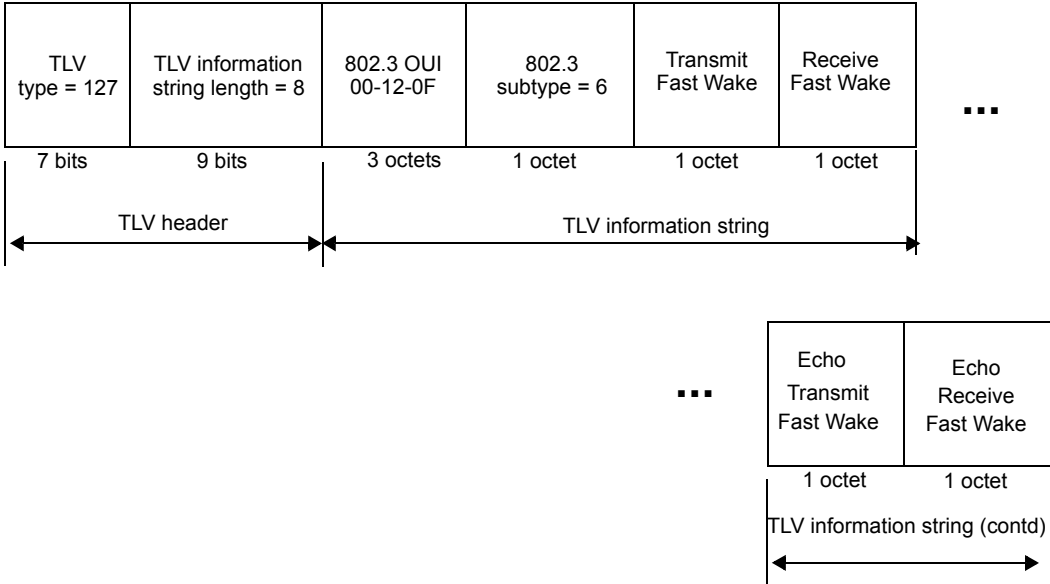 TLV
type = 127
TLV information
string length = 8
802.3 OUI
00-12-0F
802.3
subtype = 6
Transmit
Fast Wake
Receive
Fast Wake
...
7 bits
9 bits
3 octets
1 octet
1 octet
1 octet
TLV header
TLV information string
...
Echo
Transmit
Fast Wake
Echo
Receive
Fast Wake
1 octet
1 octet
TLV information string (contd)